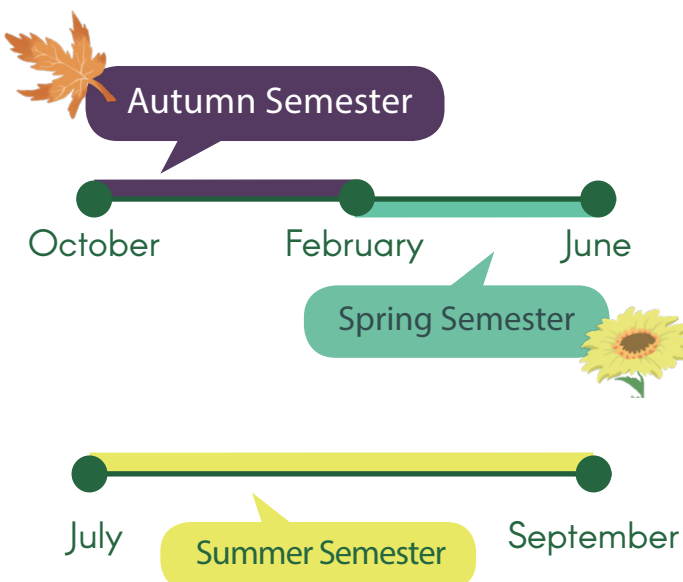 Autumn Semester
October February June
Spring Semester
July September
Summer Semester